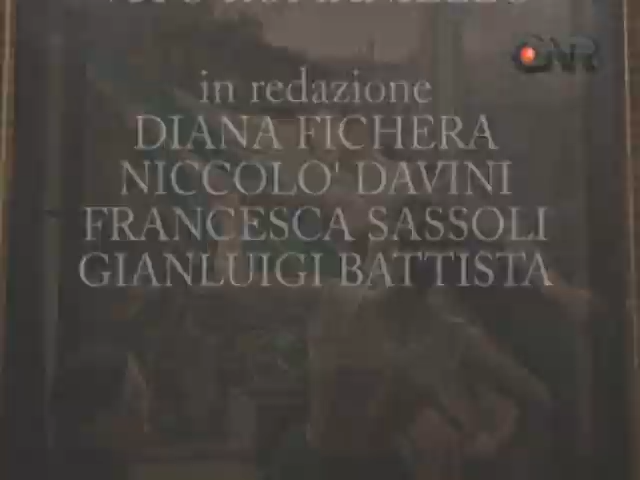 in redazione
DIANA FICHERA
NICCOLO' DAVINI
FRANCESCA SASSOLI
GIANLUIGI BATTISTA